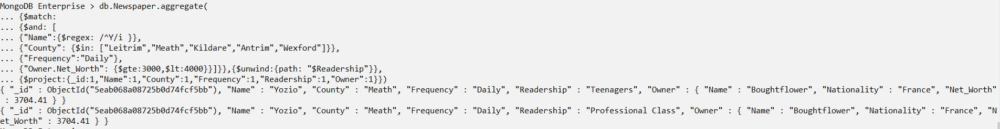 MongoDB Enterprise > db.Newspaper.aggregate(
... {$match:
... {$and: [
... {"Name":{$regex: /^Y/i }},
... {"County": {$in: ["Leitrim","Meath","Kildare","Antrim","Wexford"]}},
... {"Frequency":"Daily"},
... {"Owner.Net_Worth": {$gte:3000,$lt:4000}}]}},{$unwind:{path: "$Readership"}},
... {$project:{_id:1,"Name":1,"County":1,"Frequency":1,"Readership":1,"Owner":1}})
{ "_id" : ObjectId("5eab068a08725b0d74fcf5bb"), "Name" : "Yozio", "County" : "Meath", "Frequency" : "Daily", "Readership" : "Teenagers", "Owner" : { "Name" : "Boughtflower", "Nationality" : "France", "Net_Worth"
 : 3704.41 } }
{ "_id" : ObjectId("5eab068a08725b0d74fcf5bb"), "Name" : "Yozio", "County" : "Meath", "Frequency" : "Daily", "Readership" : "Professional Class", "Owner" : { "Name" : "Boughtflower", "Nationality" : "France", "N
et_Worth" : 3704.41 } }